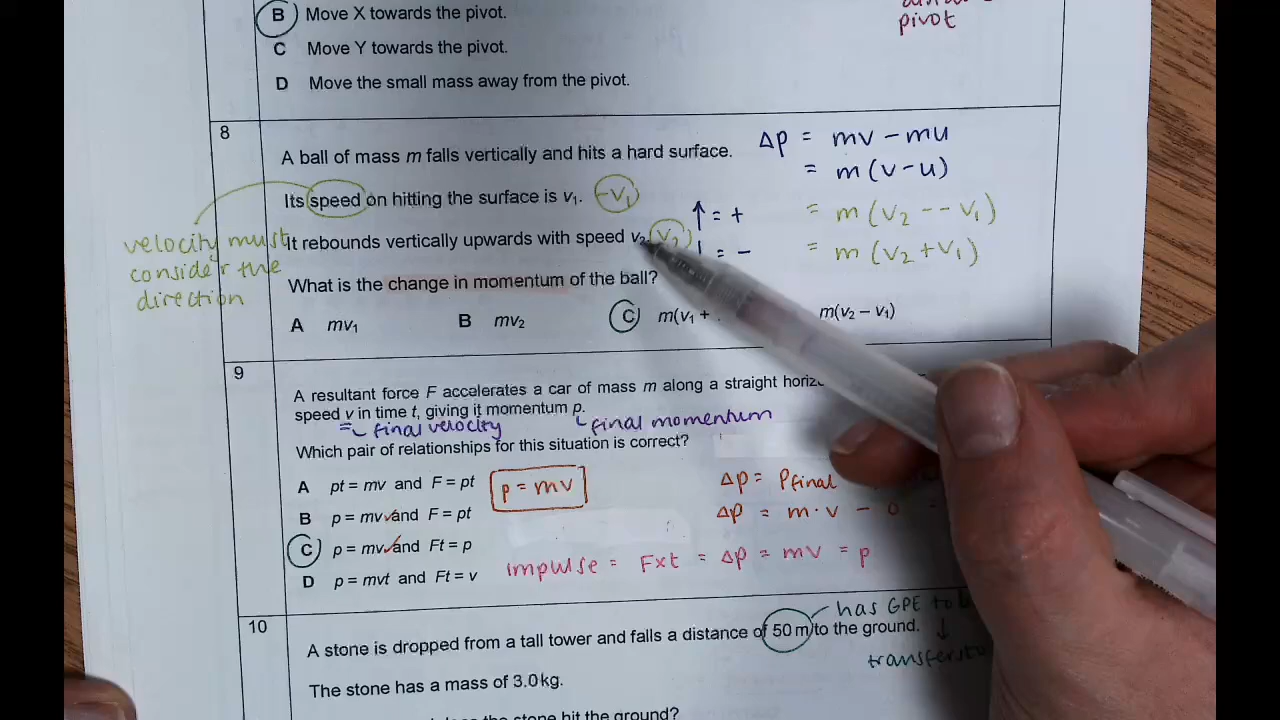 pivot
B Move X towards the pivot.
C Move Y towards the pivot.
D Move the small mass away from the pivot.
8
A ball of mass m falls vertically and hits a hard surface.
Its speed on hitting the surface is v₁. -v₁
It rebounds vertically upwards with speed v₂. v₂
What is the change in momentum of the ball?
A mv₁ B mv₂ C m(v₁ + m(v₂ – v₁)
Δp = mv - mu
= m(v-u)
↑ = + = m(v₂ - - v₁)
= - = m(v₂+v₁)
velocity must
consider the
direction
9
A resultant force F accelerates a car of mass m along a straight
speed v in time t, giving it momentum p.
= final velocity final momentum
Which pair of relationships for this situation is correct?
A pt = mv and F = pt
B p = mv✓and F = pt
C p = mv✓and Ft = p
D p = mvt and Ft = v
p = mv
Δp = Pfinal
Δp = m·v - 0 =
impulse = F×t = Δp = mv = p
10
A stone is dropped from a tall tower and falls a distance of 50 m to the ground.
has GPE
The stone has a mass of 3.0 kg.
the stone hit the ground?